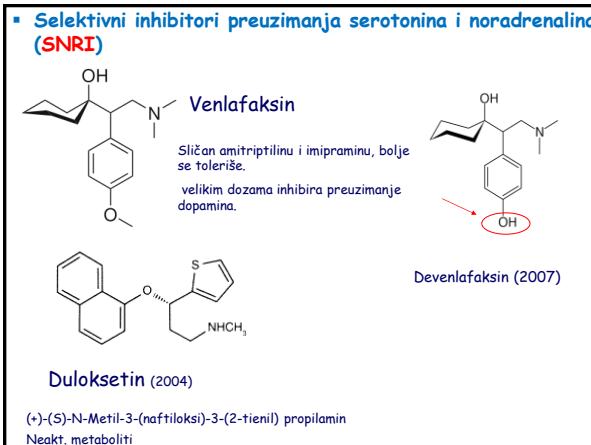 ▪ Selektivni inhibitori preuzimanja serotonina i noradrenalina
(SNRI)
OH
N
O
Venlafaksin
Sličan amitriptilinu i imipraminu, bolje
se toleriše.
velikim dozama inhibira preuzimanje
dopamina.
OH
N
OH
Devenlafaksin (2007)
S
O
NHCH3
Duloksetin (2004)
(+)-(S)-N-Metil-3-(naftiloksi)-3-(2-tienil) propilamin
Neakt. metaboliti